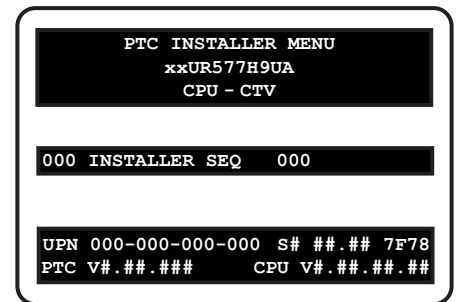 PTC INSTALLER MENU
xxUR577H9UA
CPU – CTV
000 INSTALLER SEQ 000
UPN 000-000-000-000 S# ##.## 7F78
PTC V#.##.### CPU V#.##.##.##